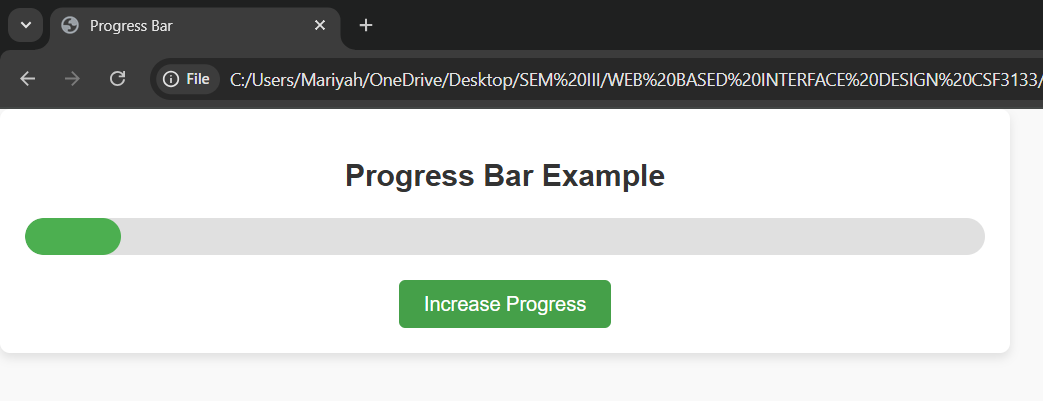 Progress Bar
File
C:/Users/Mariyah/OneDrive/Desktop/SEM%20III/WEB%20BASED%20INTERFACE%20DESIGN%20CSF3133/
Progress Bar Example
Increase Progress